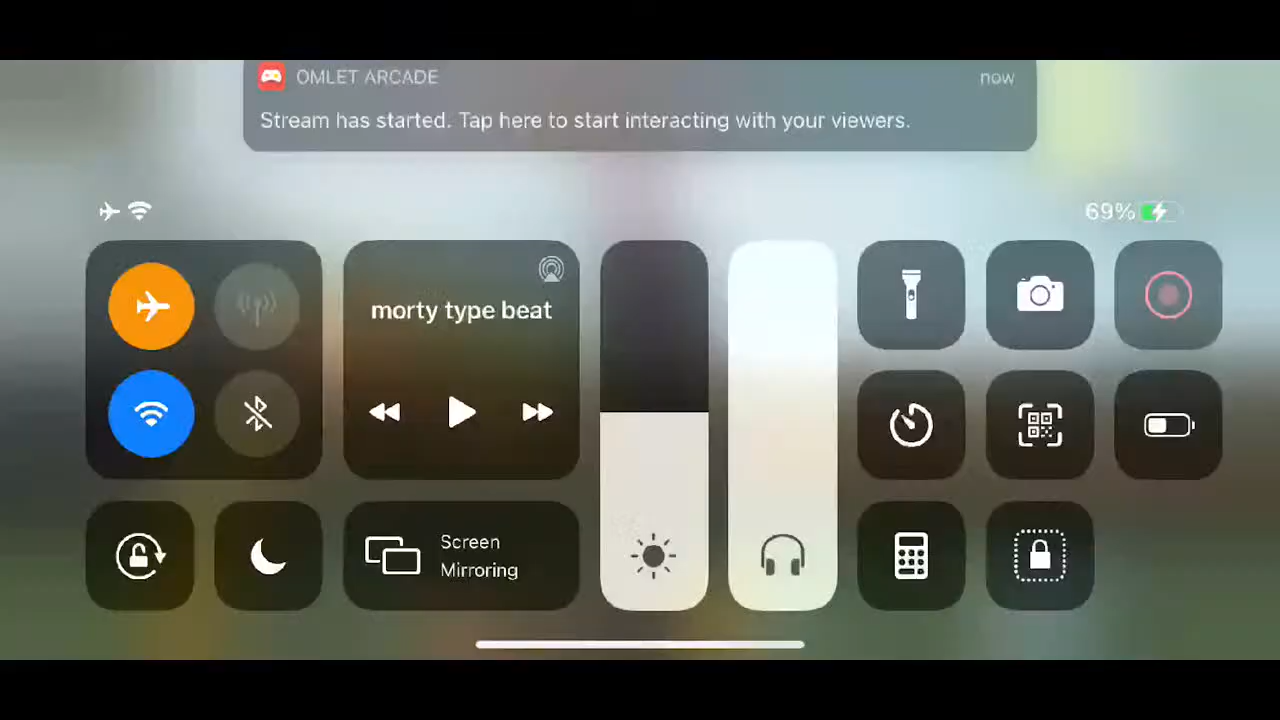 OMLET ARCADE
now
Stream has started. Tap here to start interacting with your viewers.
69%
morty type beat
Screen
Mirroring